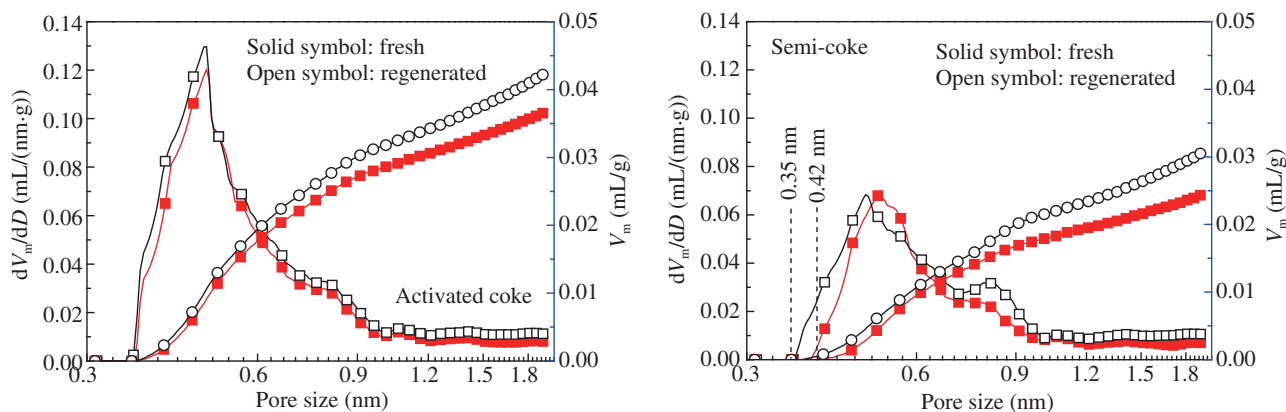 0.14
0.12
0.10
0.08
0.06
0.04
0.02
0.00
dVm/dD (mL/(nm·g))
Solid symbol: fresh
Open symbol: regenerated
Activated coke
0.05
0.04
0.03
0.02
0.01
0.00
Vm (mL/g)
0.3 0.6 0.9 1.2 1.5 1.8
Pore size (nm)
0.14
0.12
0.10
0.08
0.06
0.04
0.02
0.00
dVm/dD (mL/(nm·g))
Semi-coke
Solid symbol: fresh
Open symbol: regenerated
0.35 nm
0.42 nm
0.05
0.04
0.03
0.02
0.01
0.00
Vm (mL/g)
0.3 0.6 0.9 1.2 1.5 1.8
Pore size (nm)